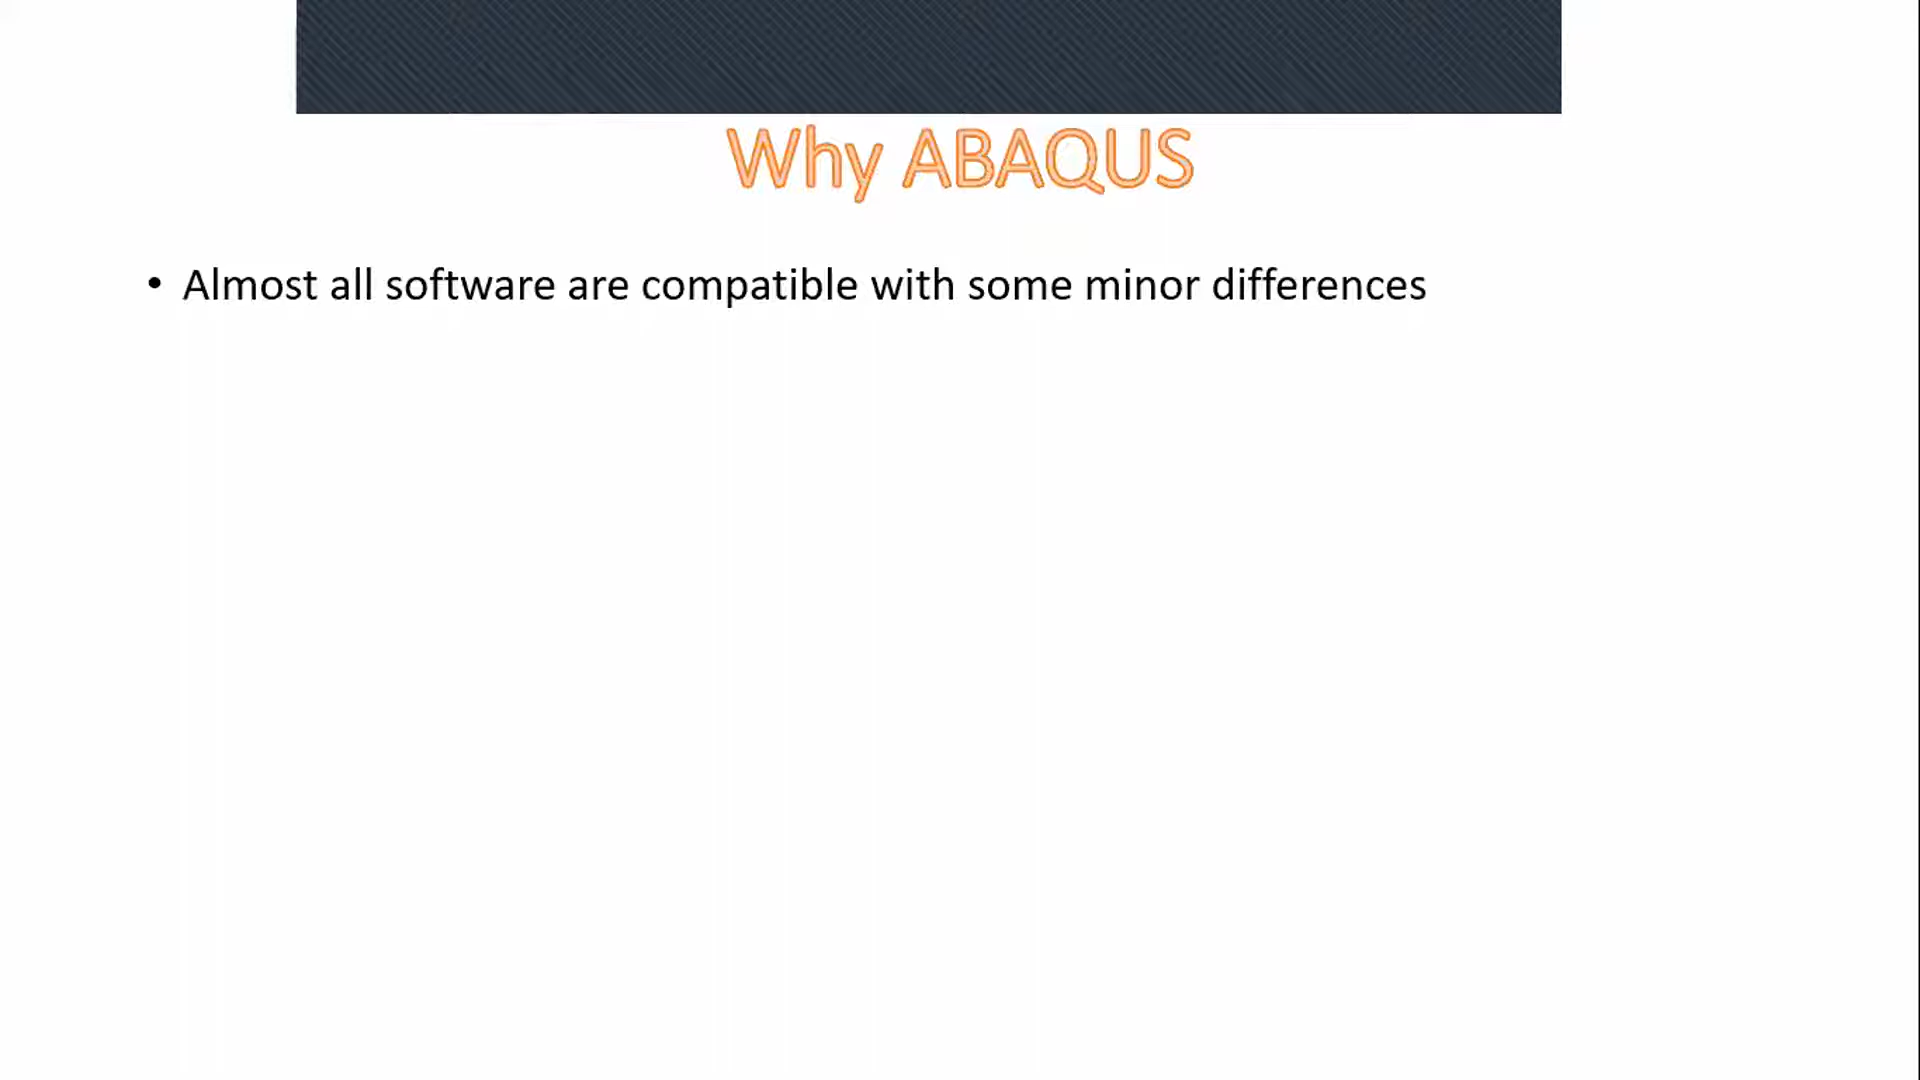 Why ABAQUS
• Almost all software are compatible with some minor differences